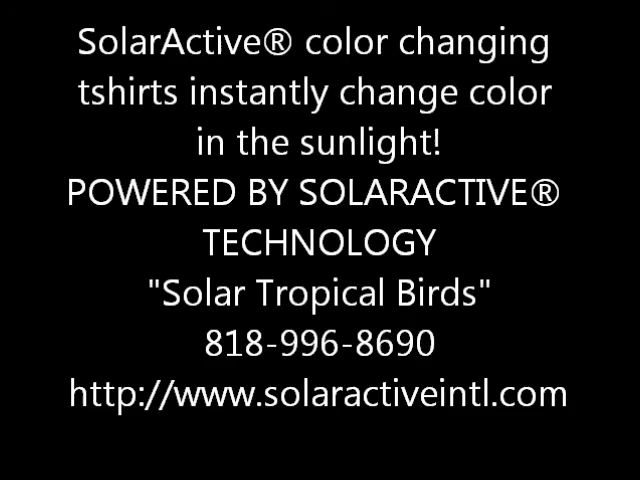 SolarActive® color changing
tshirts instantly change color
in the sunlight!
POWERED BY SOLARACTIVE®
TECHNOLOGY
"Solar Tropical Birds"
818-996-8690
http://www.solaractiveintl.com